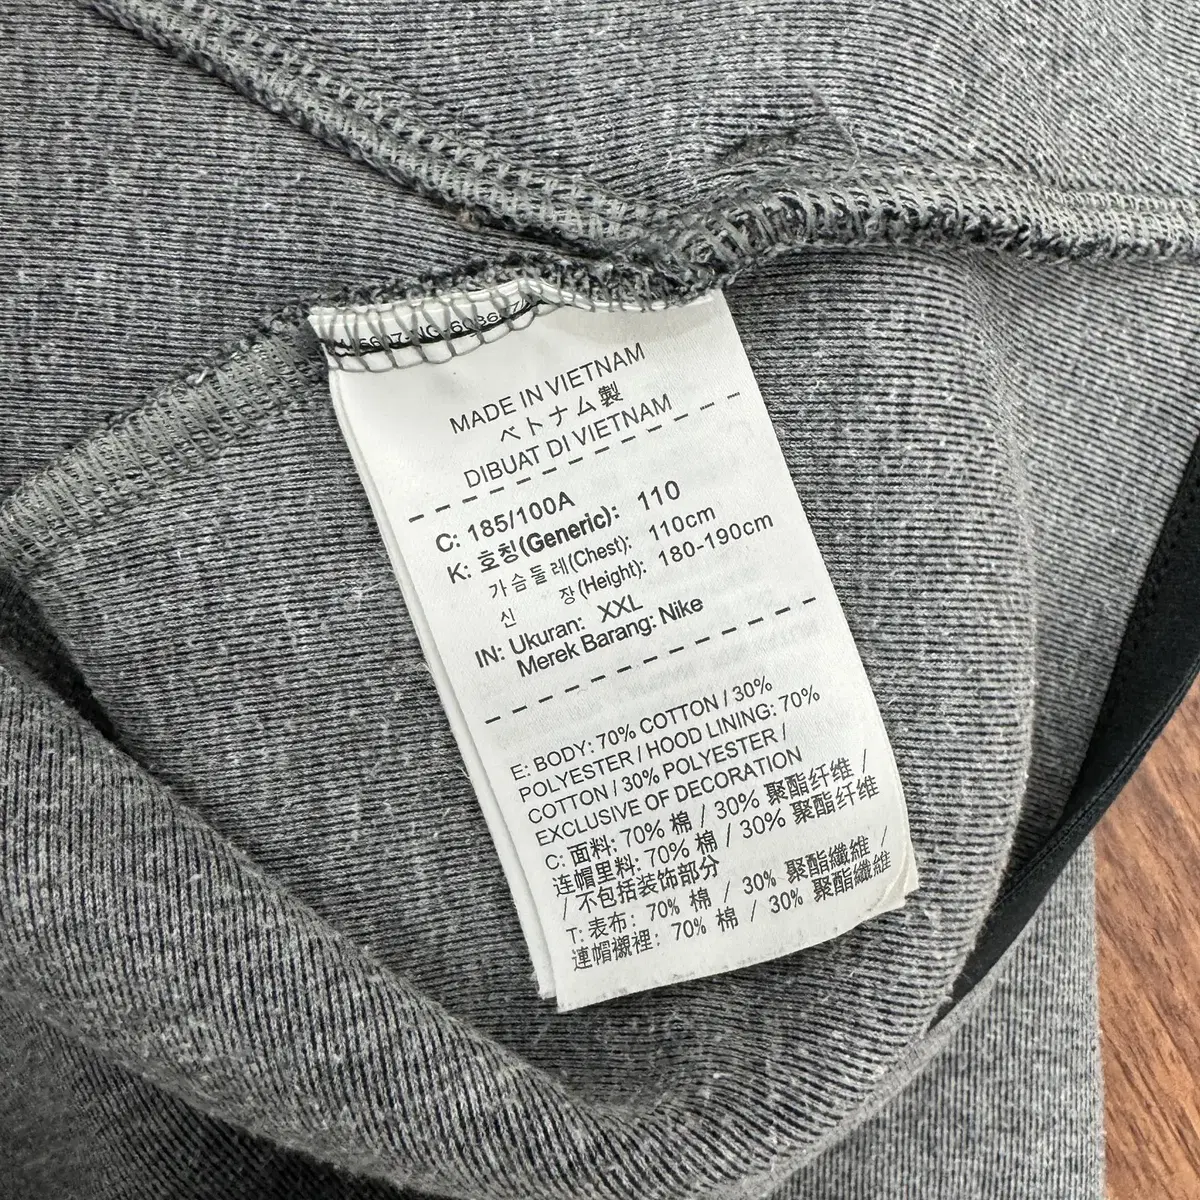 MADE IN VIETNAM
ベトナム製
DIBUAT DI VIETNAM
C: 185/100A
K: 호칭(Generic): 110
가슴둘레(Chest): 110cm
신 장(Height): 180-190cm
IN: Ukuran: XXL
Merek Barang: Nike
E: BODY: 70% COTTON / 30%
POLYESTER / HOOD LINING: 70%
COTTON / 30% POLYESTER /
EXCLUSIVE OF DECORATION
C: 面料: 70% 棉 / 30% 聚酯纤维 /
连帽里料: 70% 棉 / 30% 聚酯纤维
/ 不包括装饰部分
T: 表布: 70% 棉 / 30% 聚酯纖維 /
連帽襯裡: 70% 棉 / 30% 聚酯纖維